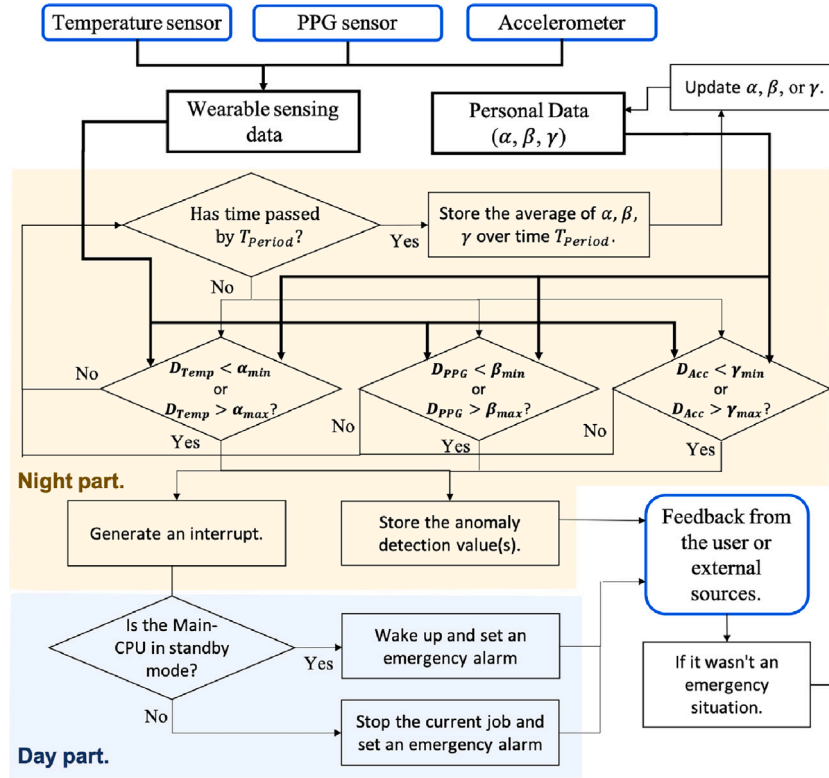 Temperature sensor
PPG sensor
Accelerometer
Update α, β, or γ.
Wearable sensing
data
Personal Data
(α, β, γ)
Has time passed
by T_Period?
Yes
Store the average of α, β,
γ over time T_Period.
No
D_Temp < α_min
or
D_Temp > α_max?
No
Yes
D_PPG < β_min
or
D_PPG > β_max?
No
Yes
D_Acc < γ_min
or
D_Acc > γ_max?
No
Yes
Night part.
Generate an interrupt.
Store the anomaly
detection value(s).
Feedback from
the user or
external
sources.
Is the Main-
CPU in standby
mode?
Yes
Wake up and set an
emergency alarm
If it wasn't an
emergency
situation.
No
Stop the current job and
set an emergency alarm
Day part.